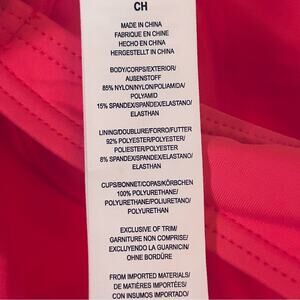 CH
MADE IN CHINA
FABRIQUE EN CHINE
HECHO EN CHINA
HERGESTELLT IN CHINA
BODY/CORPS/EXTERIOR/
AUßENSTOFF
85% NYLON/NYLON/POLIAMIDA/
POLYAMID
15% SPANDEX/SPANDEX/ELASTANO/
ELASTHAN
LINING/DOUBLURE/FORRO/FUTTER
92% POLYESTER/POLYESTER/
POLIESTER/POLYESTER
8% SPANDEX/SPANDEX/ELASTANO/
ELASTHAN
CUPS/BONNET/COPAS/KÖRBCHEN
100% POLYURETHANE/
POLYURETHANE/POLIURETANO/
POLYURETHAN
EXCLUSIVE OF TRIM/
GARNITURE NON COMPRISE/
EXCLUYENDO LA GUARNICIN/
OHNE BORDÜRE
FROM IMPORTED MATERIALS/
DE MATIÈRES IMPORTÉES/
CON INSUMOS IMPORTADO/